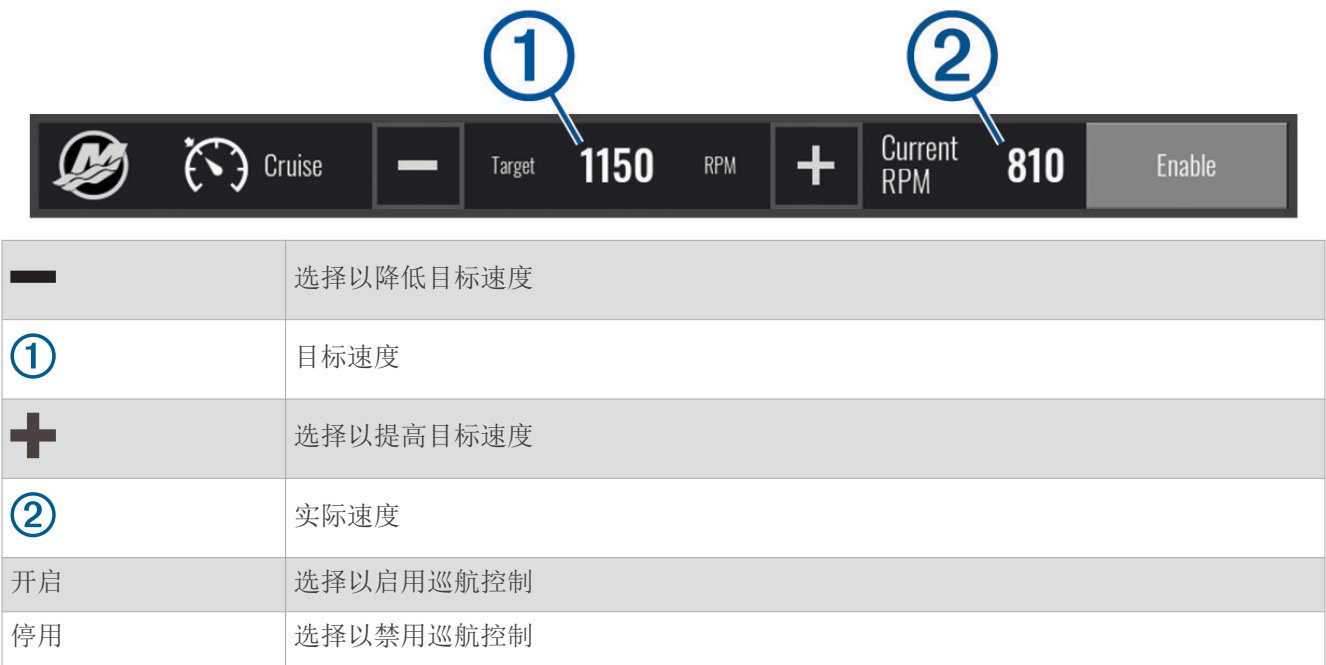 1 2
Cruise − Target 1150 RPM + Current RPM 810 Enable
− 选择以降低目标速度
1 目标速度
+ 选择以提高目标速度
2 实际速度
开启 选择以启用巡航控制
停用 选择以禁用巡航控制